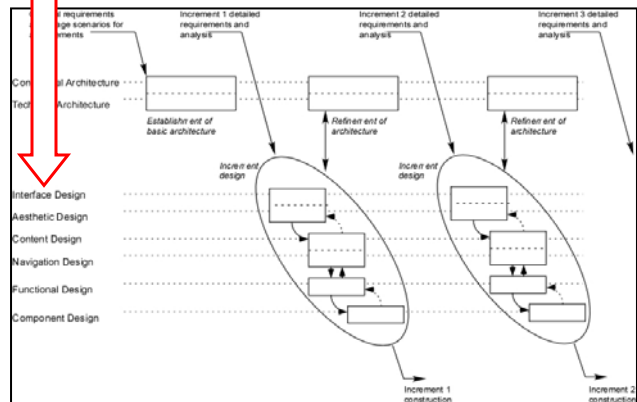 requirements
scenarios for
Increment 1 detailed
requirements and
analysis
Increment 2 detailed
requirements and
analysis
Increment 3 detailed
requirements and
analysis
Architecture
Architecture
Establishment of
basic architecture
Refinement of
architecture
Refinement of
architecture
Increment
design
Increment
design
Interface Design
Aesthetic Design
Content Design
Navigation Design
Functional Design
Component Design
Increment 1
construction
Increment 2
construction